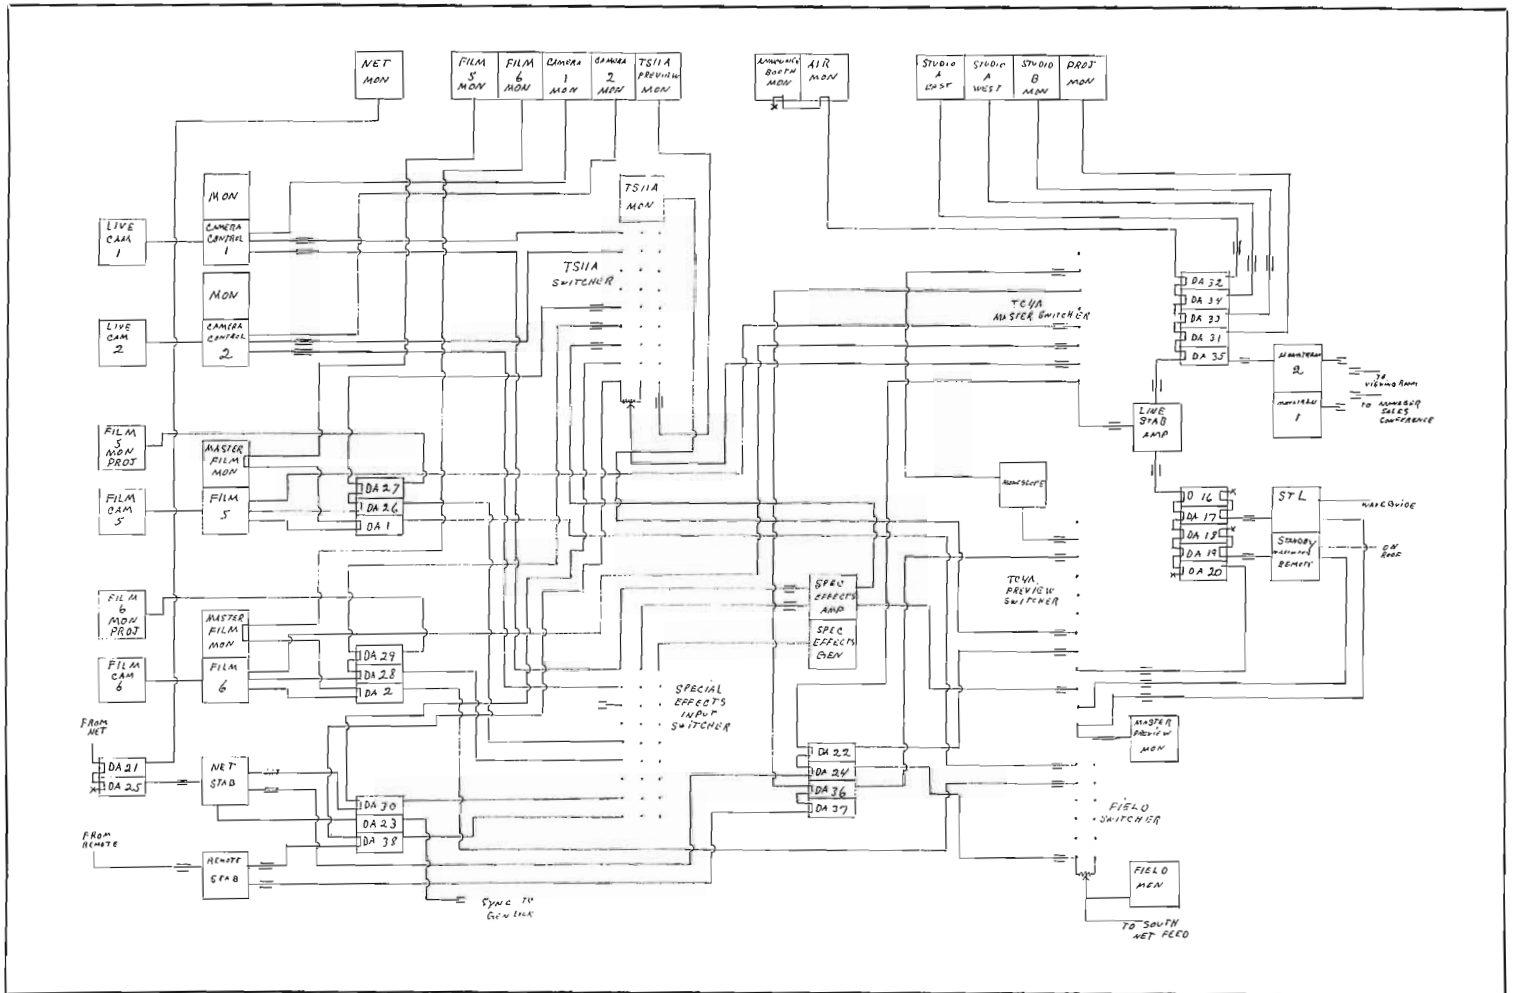 NET
MON
FILM
5
MON
FILM
6
MON
CAMERA
1
MON
CAMERA
2
MON
TS11A
PREVIEW
MON
ANNOUNCE
BOOTH
MON
AIR
MON
STUDIO
A
EAST
STUDIO
A
WEST
STUDIO
B
MON
PROJ
MON
MON
LIVE
CAM
1
CAMERA
CONTROL
1
MON
LIVE
CAM
2
CAMERA
CONTROL
2
TS11A
MON
TS11A
SWITCHER
TC4A
MASTER SWITCHER
DA 32
DA 34
DA 33
DA 31
DA 35
2
1
TO
VIEWING ROOM
TO MANAGER
SALES
CONFERENCE
LINE
STAB
AMP
FILM
5
MON
PROJ
MASTER
FILM
MON
FILM
CAM
5
FILM
5
DA 27
DA 26
DA 1
D 16
DA 17
DA 18
DA 19
DA 20
STL
STANDBY
REMOTE
WAVEGUIDE
ON
ROOF
FILM
6
MON
PROJ
MASTER
FILM
MON
FILM
CAM
6
FILM
6
DA 29
DA 28
DA 2
SPEC
EFFECTS
AMP
SPEC
EFFECTS
GEN
TC4A
PREVIEW
SWITCHER
SPECIAL
EFFECTS
INPUT
SWITCHER
FROM
NET
DA 21
DA 25
NET
STAB
DA 30
DA 23
DA 38
DA 22
DA 24
DA 36
DA 37
MASTER
PREVIEW
MON
FIELD
SWITCHER
FROM
REMOTE
REMOTE
STAB
SYNC TO
GEN LOCK
FIELD
MON
TO SOUTH
NET FEED